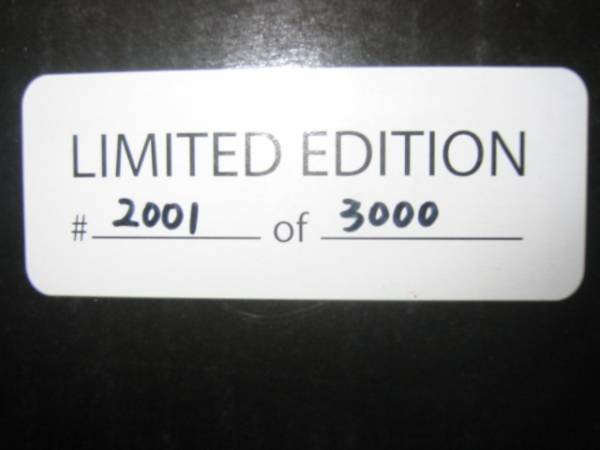 LIMITED EDITION
# 2001 of 3000